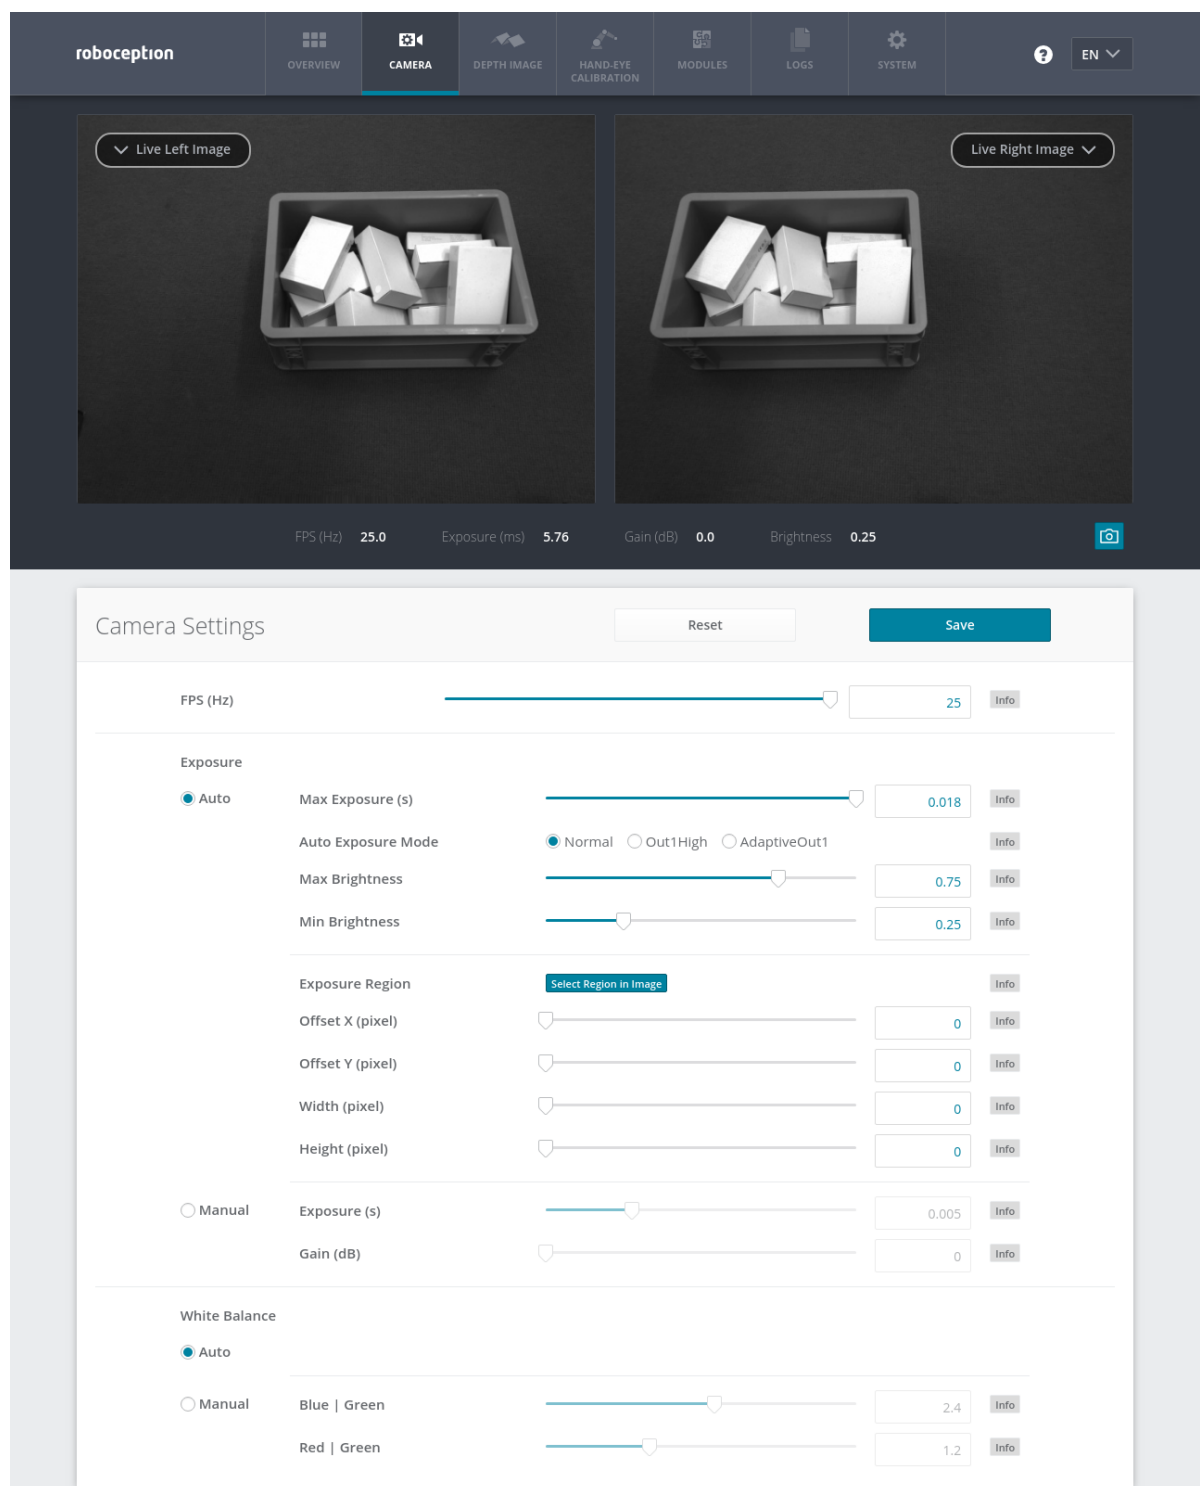 roboception
OVERVIEW
CAMERA
DEPTH IMAGE
HAND-EYE
CALIBRATION
MODULES
LOGS
SYSTEM
EN
Live Left Image
Live Right Image
FPS (Hz) 25.0 Exposure (ms) 5.76 Gain (dB) 0.0 Brightness 0.25
Camera Settings Reset Save
FPS (Hz) 25 Info
Exposure
Auto Max Exposure (s) 0.018 Info
Auto Exposure Mode Normal Out1High AdaptiveOut1 Info
Max Brightness 0.75 Info
Min Brightness 0.25 Info
Exposure Region Select Region in Image Info
Offset X (pixel) 0 Info
Offset Y (pixel) 0 Info
Width (pixel) 0 Info
Height (pixel) 0 Info
Manual Exposure (s) 0.005 Info
Gain (dB) 0 Info
White Balance
Auto
Manual Blue | Green 2.4 Info
Red | Green 1.2 Info